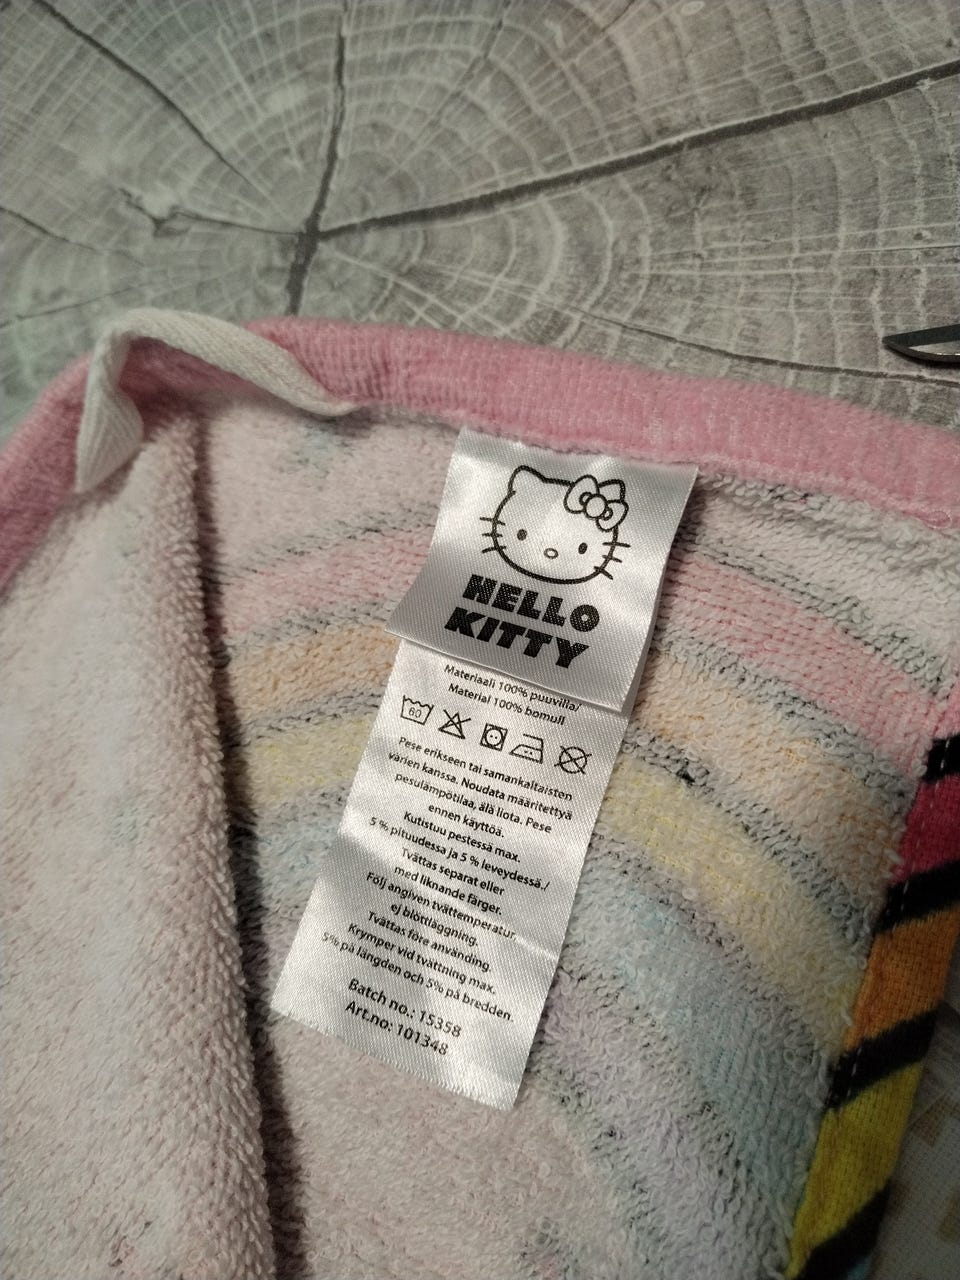 HELLO
KITTY
Materiaali 100% puuvilla/
Material 100% bomull
60
Pese erikseen tai samankaltaisten
värien kanssa. Noudata määritettyä
pesulämpötilaa, älä liota. Pese
ennen käyttöä.
Kutistuu pestessä max.
5 % pituudessa ja 5 % leveydessä./
Tvättas separat eller
med liknande färger.
Följ angiven tvättemperatur,
ej blötläggning.
Tvättas före användning.
Krymper vid tvättning max.
5% på längden och 5% på bredden.
Batch no.: 15358
Art.no: 101348